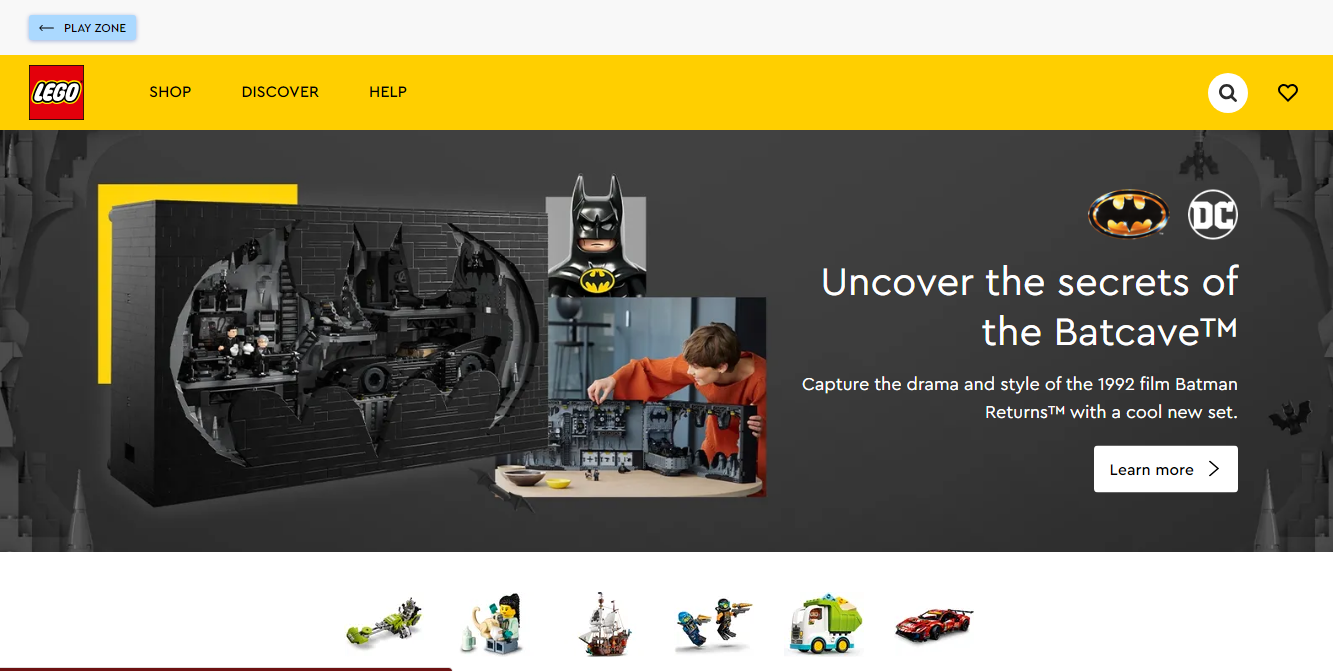 PLAY ZONE
LEGO
SHOP
DISCOVER
HELP
DC
Uncover the secrets of
the Batcave™
Capture the drama and style of the 1992 film Batman
Returns™ with a cool new set.
Learn more